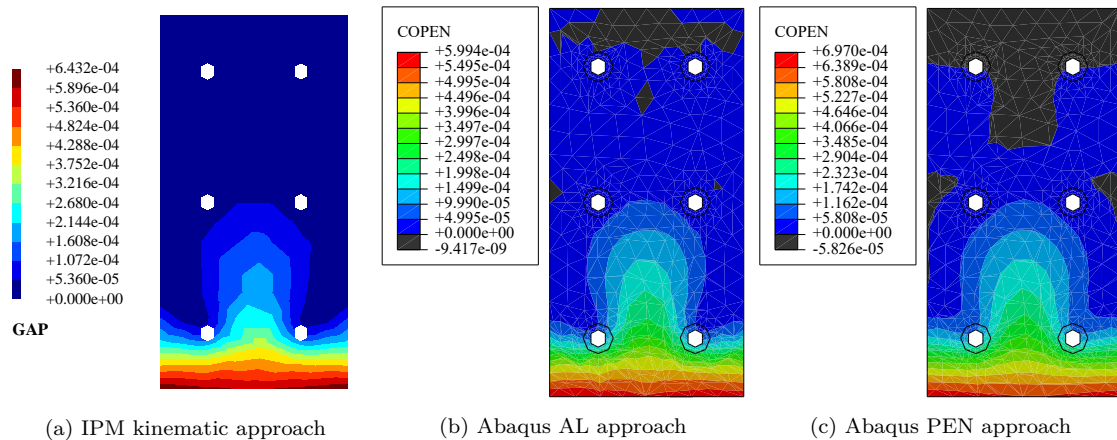 +6.432e-04
+5.896e-04
+5.360e-04
+4.824e-04
+4.288e-04
+3.752e-04
+3.216e-04
+2.680e-04
+2.144e-04
+1.608e-04
+1.072e-04
+5.360e-05
+0.000e+00
GAP
(a) IPM kinematic approach
COPEN
+5.994e-04
+5.495e-04
+4.995e-04
+4.496e-04
+3.996e-04
+3.497e-04
+2.997e-04
+2.498e-04
+1.998e-04
+1.499e-04
+9.990e-05
+4.995e-05
+0.000e+00
-9.417e-09
(b) Abaqus AL approach
COPEN
+6.970e-04
+6.389e-04
+5.808e-04
+5.227e-04
+4.646e-04
+4.066e-04
+3.485e-04
+2.904e-04
+2.323e-04
+1.742e-04
+1.162e-04
+5.808e-05
+0.000e+00
-5.826e-05
(c) Abaqus PEN approach